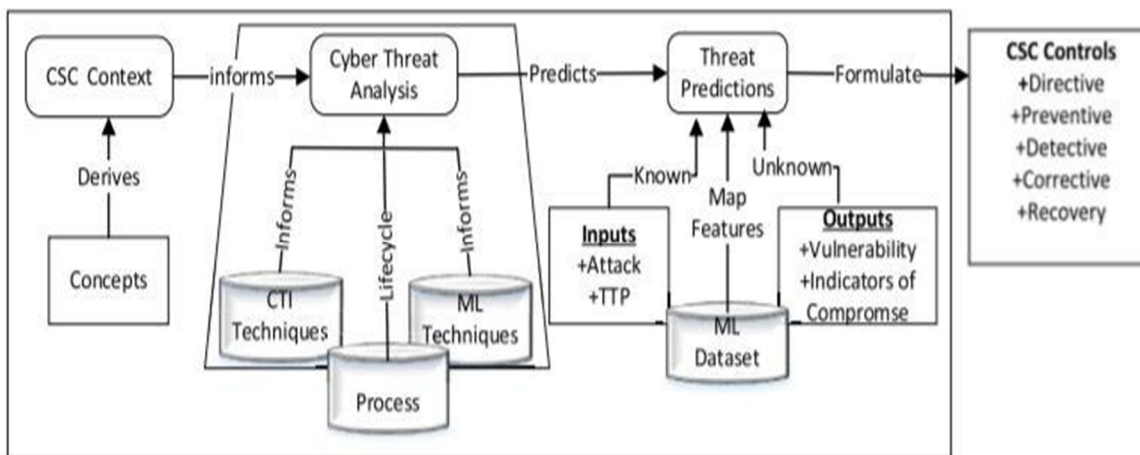 CSC Context
informs
Cyber Threat
Analysis
Predicts
Threat
Predictions
Formulate
CSC Controls
+Directive
+Preventive
+Detective
+Corrective
+Recovery
Derives
Concepts
Informs
Lifecycle
Informs
CTI
Techniques
ML
Techniques
Process
Known
Map
Features
Unknown
Inputs
+Attack
+TTP
Outputs
+Vulnerability
+Indicators of
Compromse
ML
Dataset